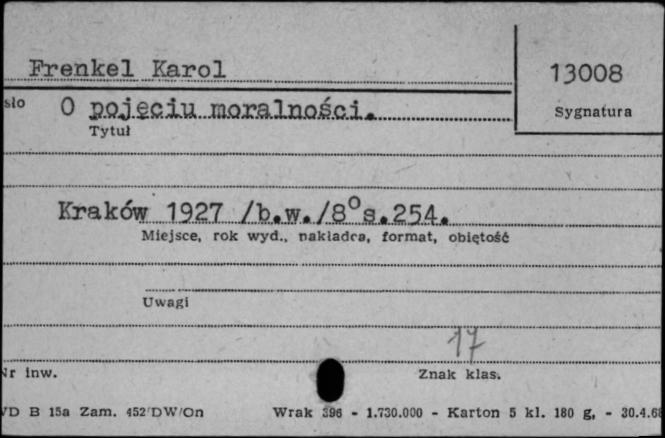 Frenkel Karol
13008
sło O pojęciu moralności.
Sygnatura
Tytuł
Kraków 1927 /b.w./8° s.254.
Miejsce, rok wyd., nakładca, format, objętość
Uwagi
17
Nr inw.
Znak klas.
WD B 15a Zam. 452/DW/On Wrak 396 - 1.730.000 - Karton 5 kl. 180 g, - 30.4.68